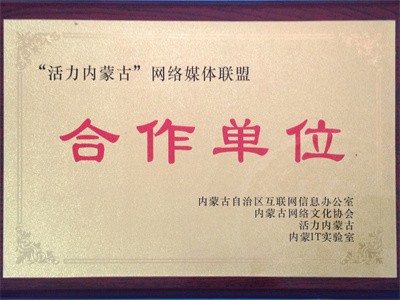 “活力内蒙古”网络媒体联盟
合作单位
内蒙古自治区互联网信息办公室
内蒙古网络文化协会
活力内蒙古
内蒙IT实验室